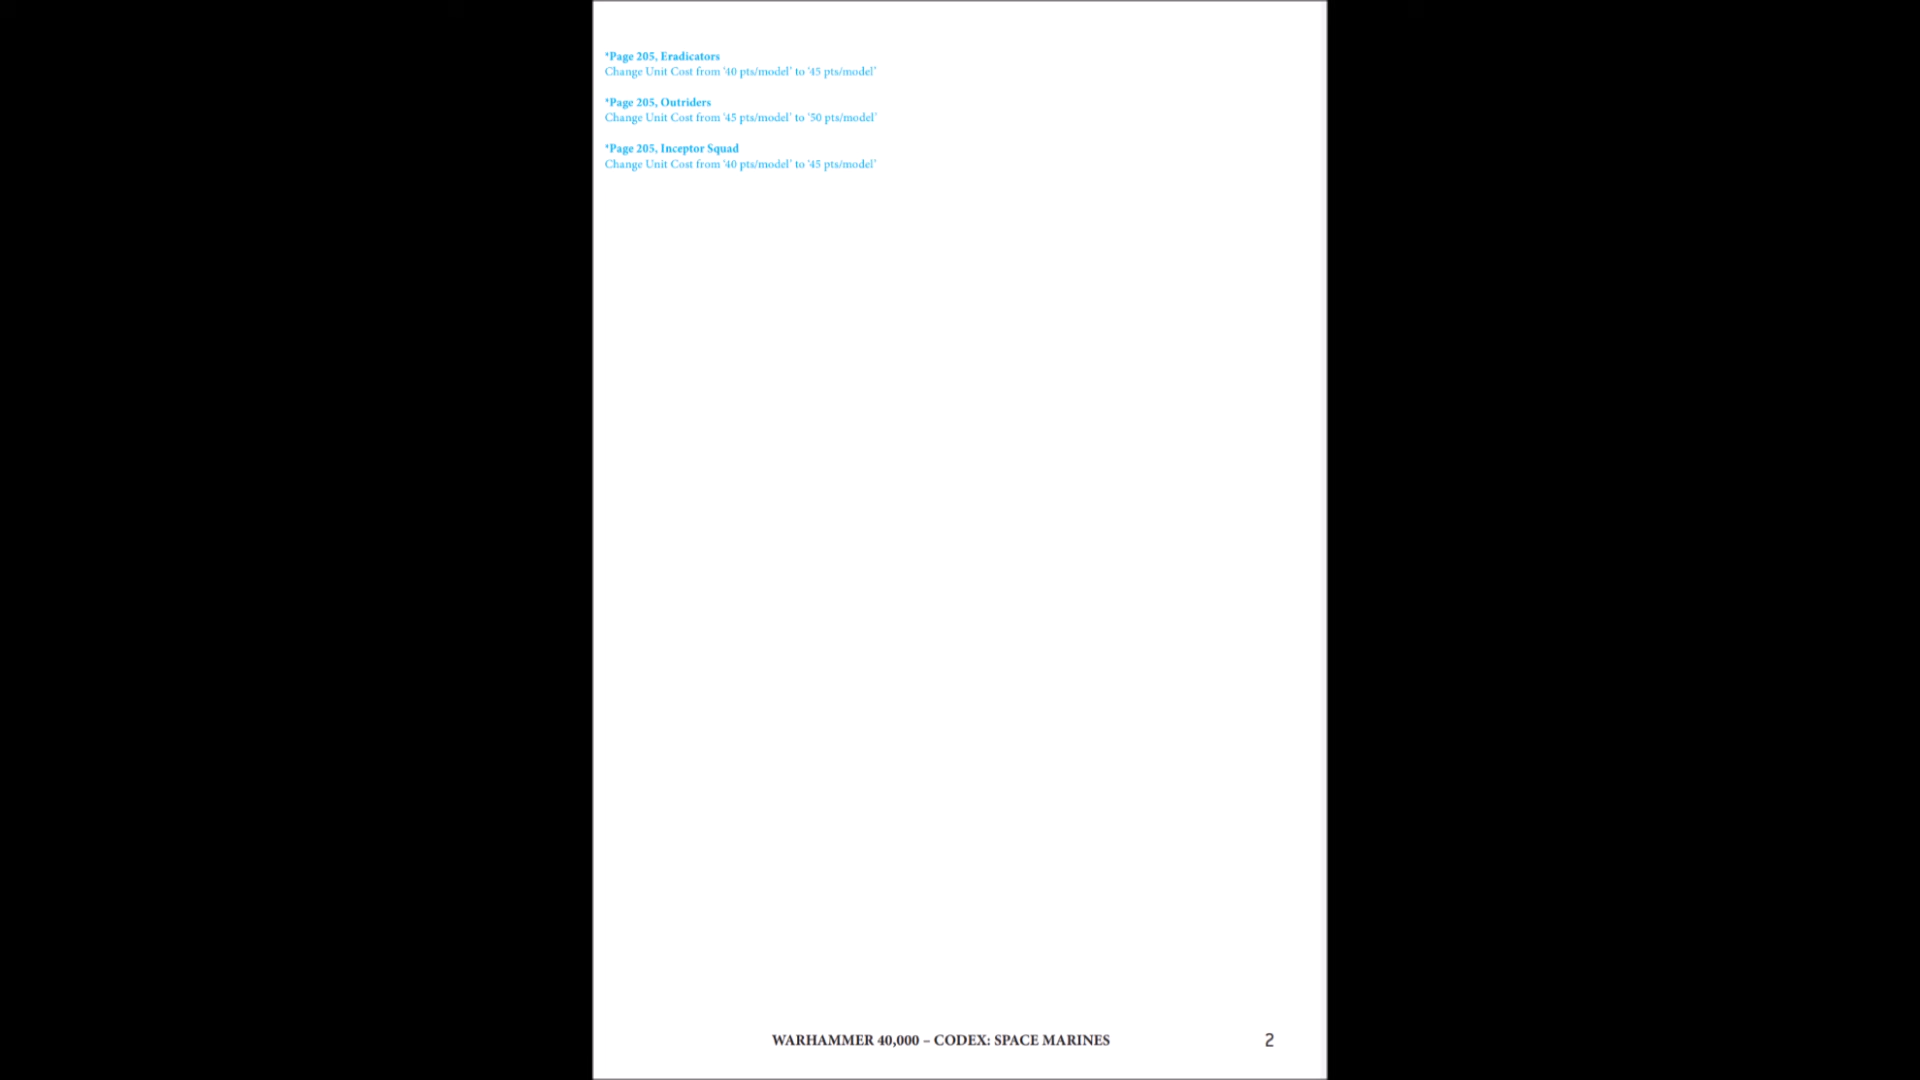 *Page 205, Eradicators
Change Unit Cost from ‘40 pts/model’ to ‘45 pts/model’
*Page 205, Outriders
Change Unit Cost from ‘45 pts/model’ to ‘50 pts/model’
*Page 205, Inceptor Squad
Change Unit Cost from ‘40 pts/model’ to ‘45 pts/model’
WARHAMMER 40,000 – CODEX: SPACE MARINES
2